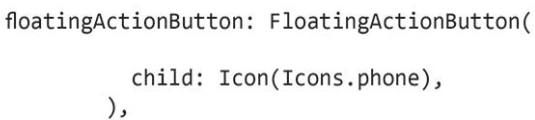 floatingActionButton: FloatingActionButton(
child: Icon(Icons.phone),
),